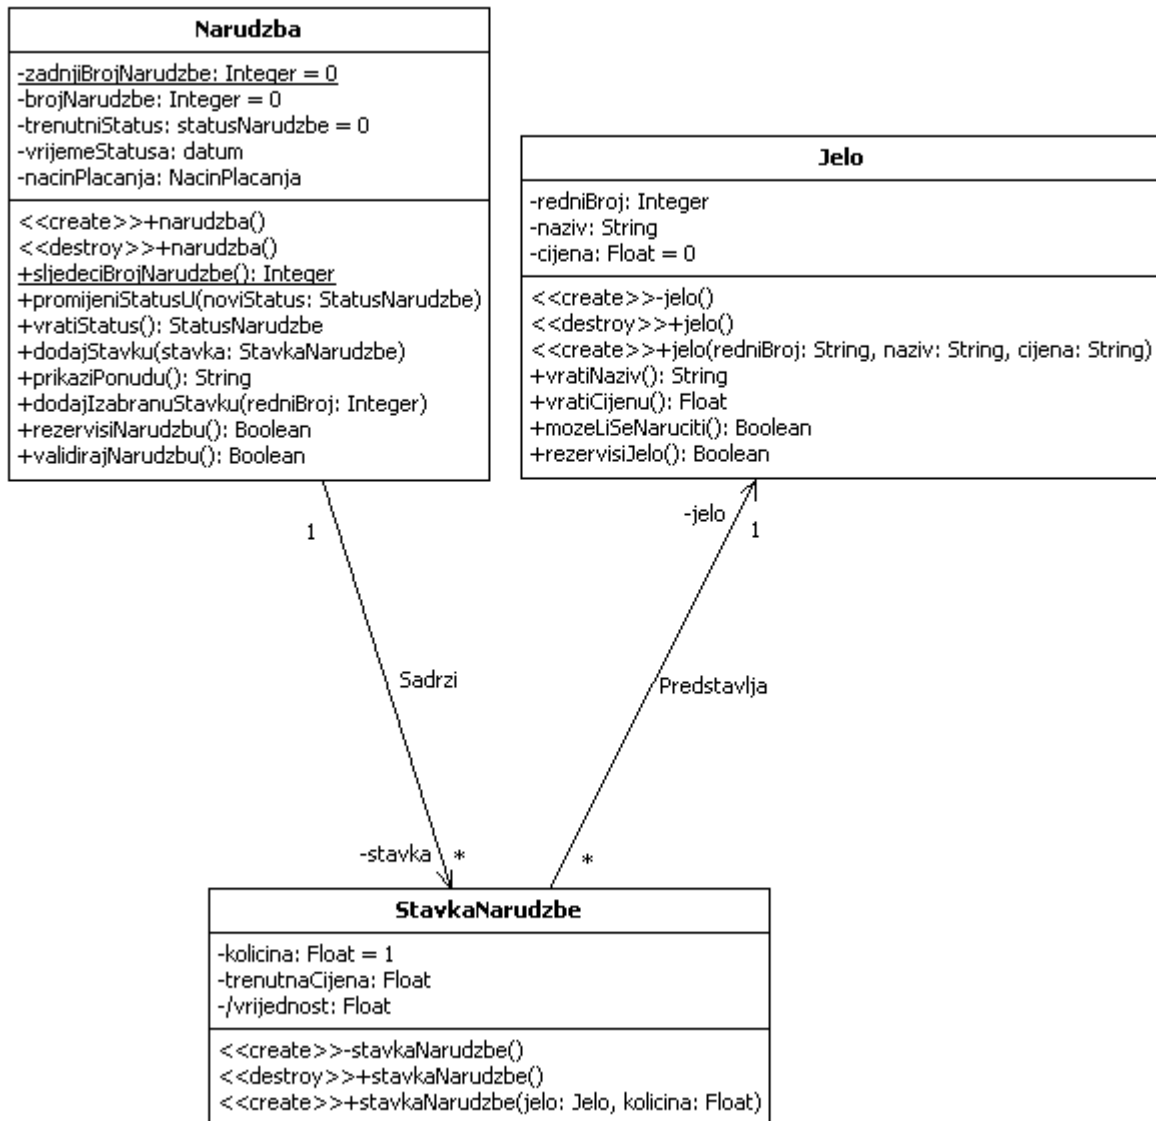 Narudzba
-zadnjiBrojNarudzbe: Integer = 0
-brojNarudzbe: Integer = 0
-trenutniStatus: statusNarudzbe = 0
-vrijemeStatusa: datum
-nacinPlacanja: NacinPlacanja
<<create>>+narudzba()
<<destroy>>+narudzba()
+sljedeciBrojNarudzbe(): Integer
+promijeniStatusU(noviStatus: StatusNarudzbe)
+vratiStatus(): StatusNarudzbe
+dodajStavku(stavka: StavkaNarudzbe)
+prikaziPonudu(): String
+dodajIzabranuStavku(redniBroj: Integer)
+rezervisiNarudzbu(): Boolean
+validirajNarudzbu(): Boolean
Jelo
-redniBroj: Integer
-naziv: String
-cijena: Float = 0
<<create>>-jelo()
<<destroy>>+jelo()
<<create>>+jelo(redniBroj: String, naziv: String, cijena: String)
+vratiNaziv(): String
+vratiCijenu(): Float
+mozeLiSeNaruciti(): Boolean
+rezervisiJelo(): Boolean
1
-jelo
1
Sadrzi
Predstavlja
-stavka
*
*
StavkaNarudzbe
-kolicina: Float = 1
-trenutnaCijena: Float
-/vrijednost: Float
<<create>>-stavkaNarudzbe()
<<destroy>>+stavkaNarudzbe()
<<create>>+stavkaNarudzbe(jelo: Jelo, kolicina: Float)